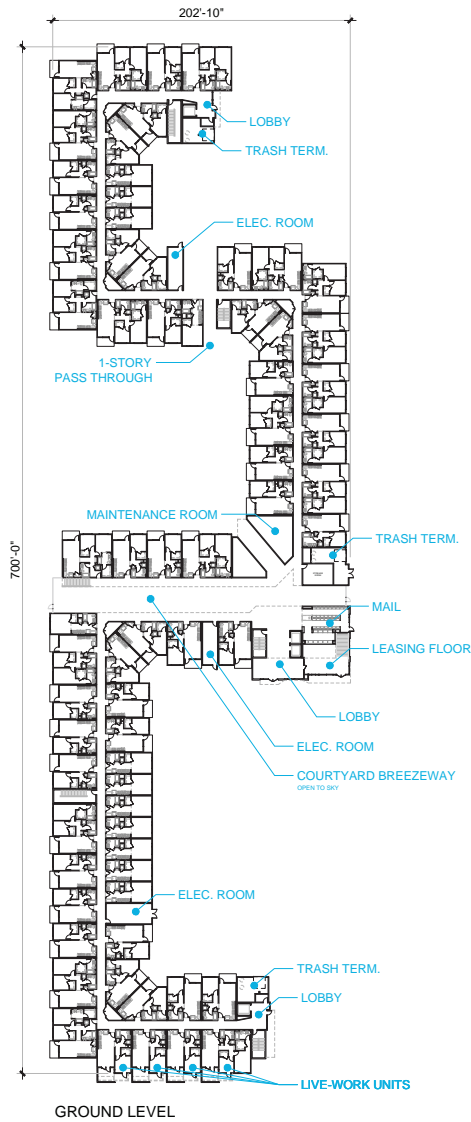 202'-10"
LOBBY
TRASH TERM.
ELEC. ROOM
1-STORY
PASS THROUGH
MAINTENANCE ROOM
TRASH TERM.
700'-0"
MAIL
LEASING FLOOR
LOBBY
ELEC. ROOM
COURTYARD BREEZEWAY
OPEN TO SKY
ELEC. ROOM
TRASH TERM.
LOBBY
LIVE-WORK UNITS
GROUND LEVEL